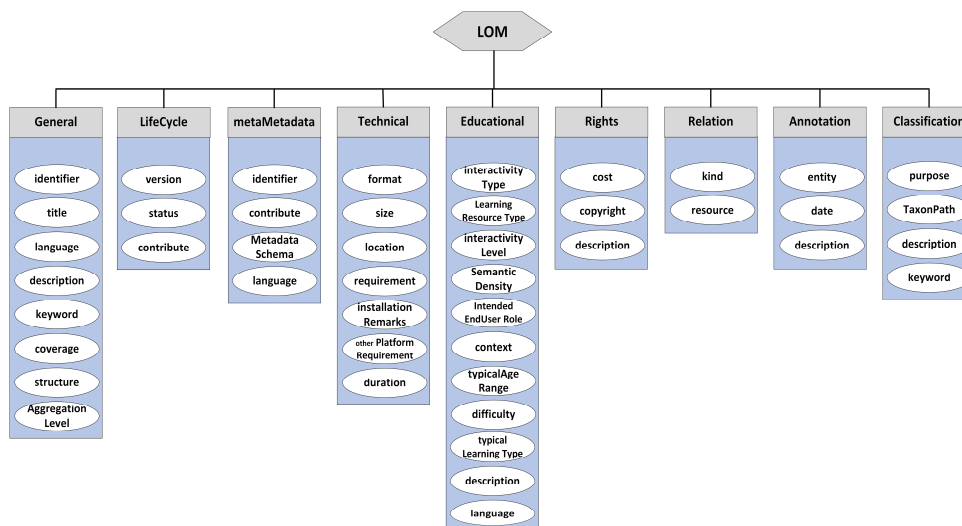 LOM
General
identifier
title
language
description
keyword
coverage
structure
Aggregation
Level
LifeCycle
version
status
contribute
metaMetadata
identifier
contribute
Metadata
Schema
language
Technical
format
size
location
requirement
installation
Remarks
other Platform
Requirement
duration
Educational
interactivity
Type
Learning
Resource Type
interactivity
Level
Semantic
Density
Intended
EndUser Role
context
typicalAge
Range
difficulty
typical
Learning Type
description
language
Rights
cost
copyright
description
Relation
kind
resource
Annotation
entity
date
description
Classification
purpose
TaxonPath
description
keyword